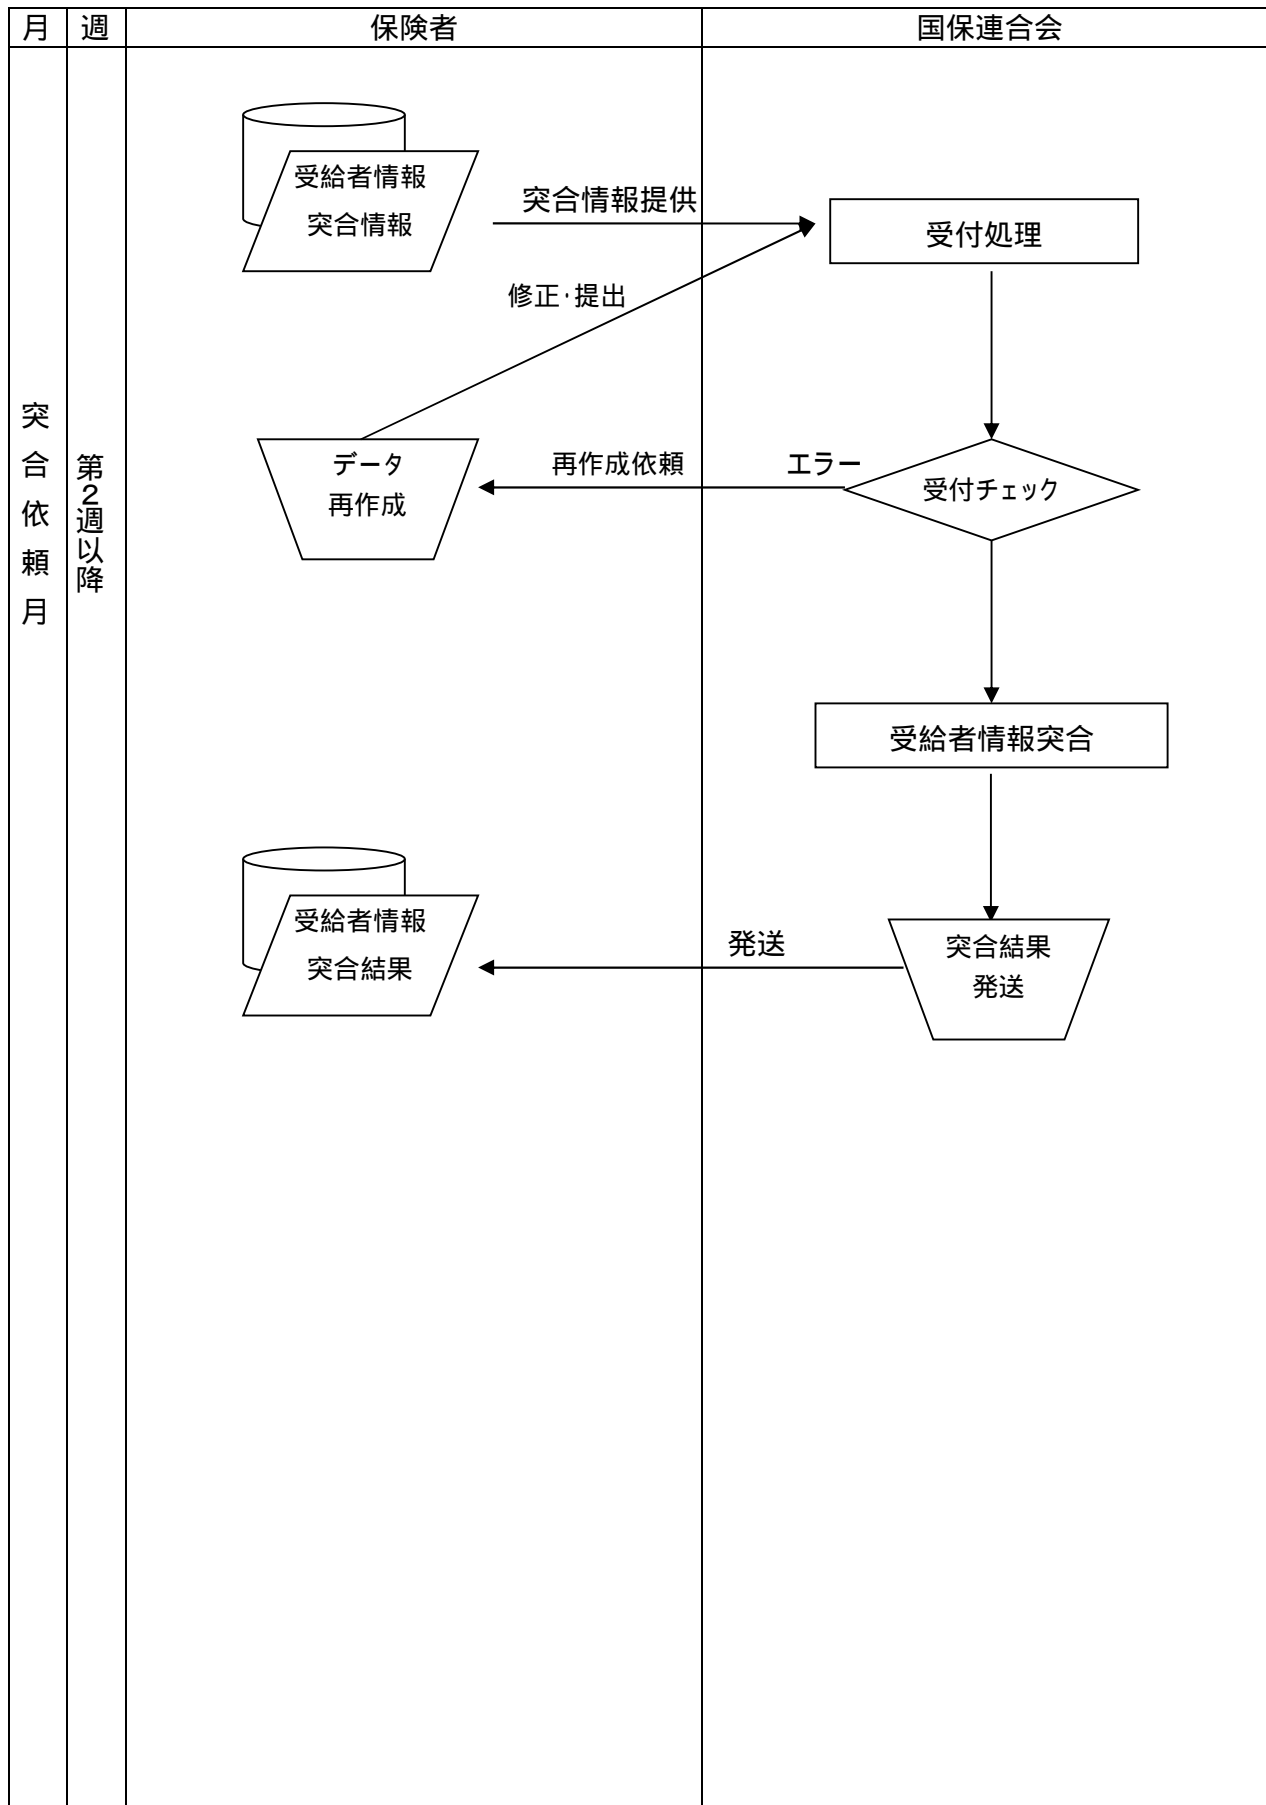 月
週
保険者
国保連合会
受給者情報
突合情報
突合情報提供
受付処理
修正･提出
突合依頼月
第2週以降
データ
再作成
再作成依頼
エラー
受付チェック
受給者情報突合
受給者情報
突合結果
発送
突合結果
発送